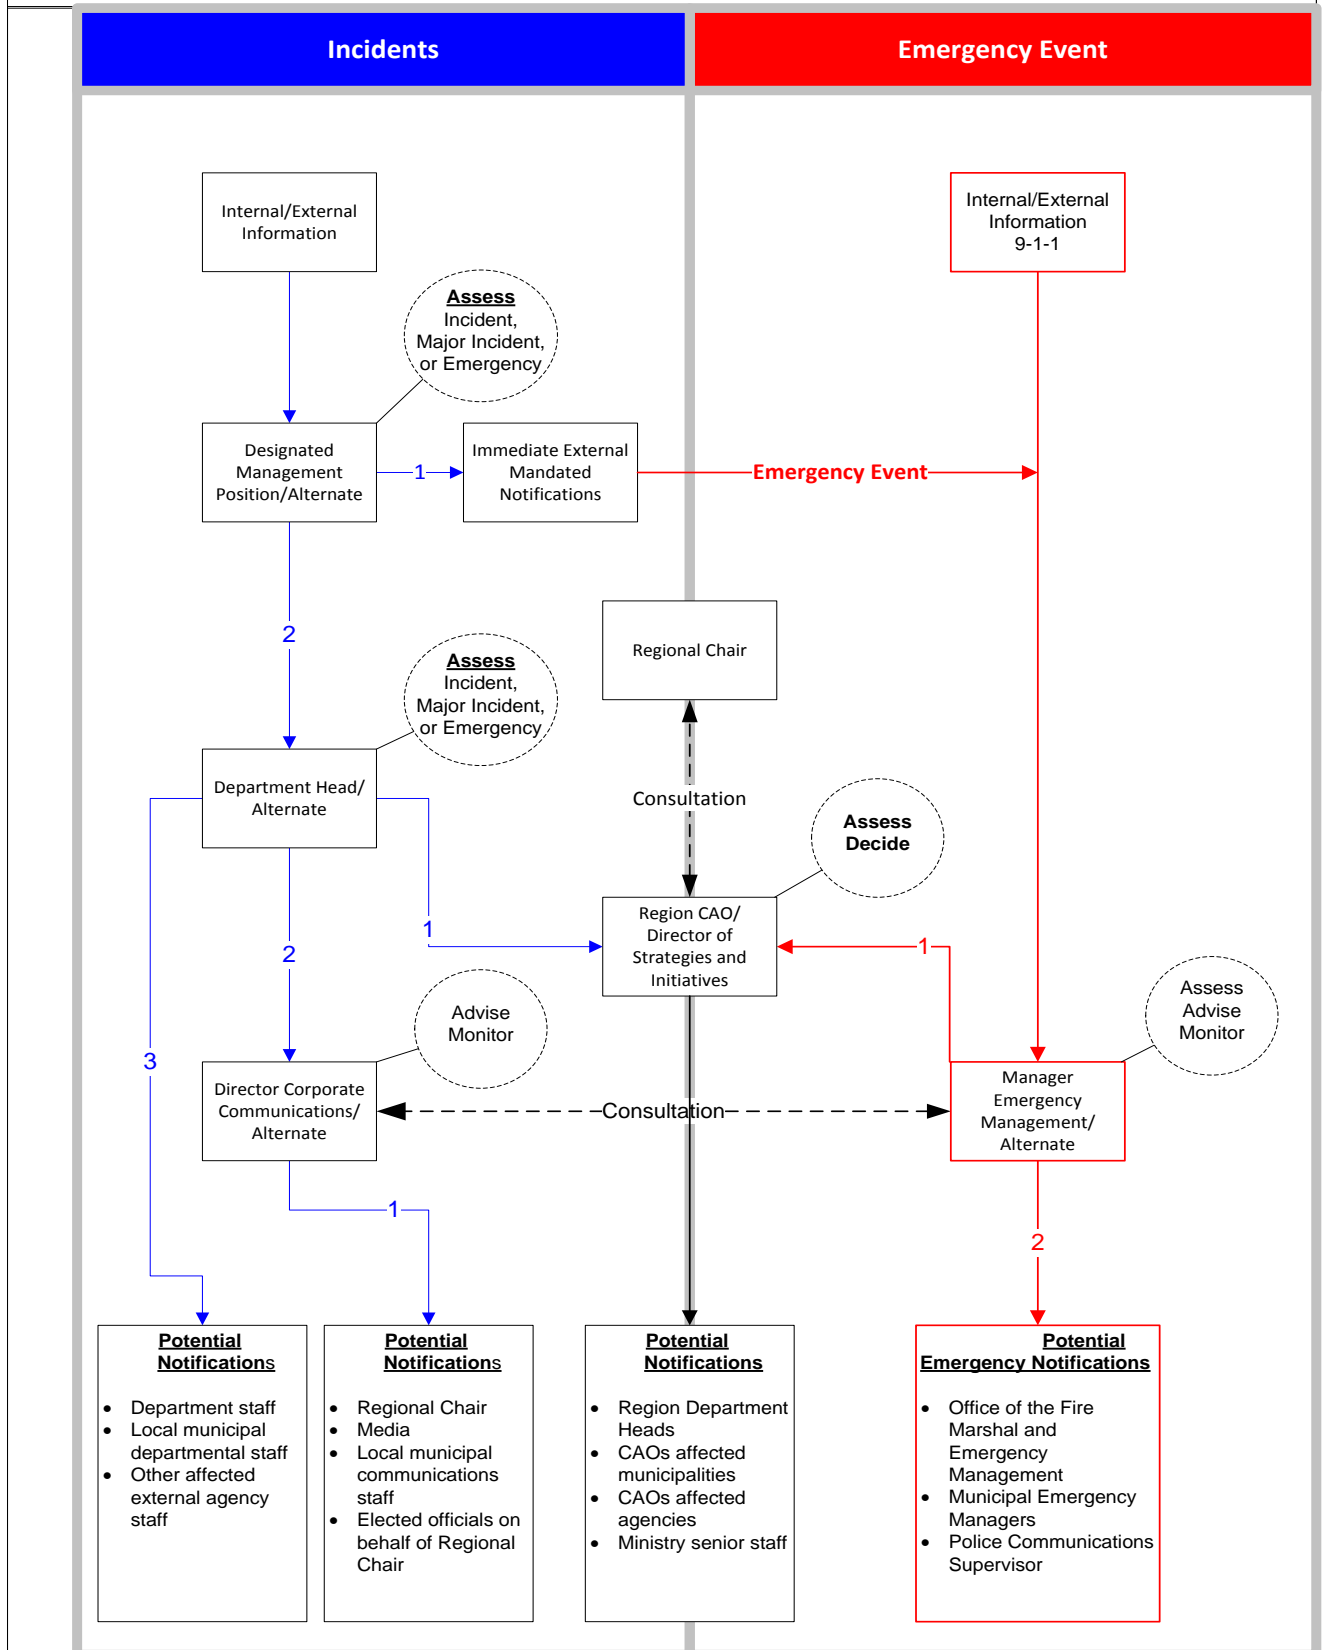 Incidents
Emergency Event
Internal/External
Information
Internal/External
Information
9-1-1
Assess
Incident,
Major Incident,
or Emergency
Designated
Management
Position/Alternate
1
Immediate External
Mandated
Notifications
Emergency Event
2
Regional Chair
Assess
Incident,
Major Incident,
or Emergency
Department Head/
Alternate
Consultation
Assess
Decide
1
2
Region CAO/
Director of
Strategies and
Initiatives
1
Advise
Monitor
Assess
Advise
Monitor
3
Director Corporate
Communications/
Alternate
Consultation
Manager
Emergency
Management/
Alternate
1
2
Potential
Notifications
• Department staff
• Local municipal
departmental staff
• Other affected
external agency
staff
Potential
Notifications
• Regional Chair
• Media
• Local municipal
communications
staff
• Elected officials on
behalf of Regional
Chair
Potential
Notifications
• Region Department
Heads
• CAOs affected
municipalities
• CAOs affected
agencies
• Ministry senior staff
Potential
Emergency Notifications
• Office of the Fire
Marshal and
Emergency
Management
• Municipal Emergency
Managers
• Police Communications
Supervisor